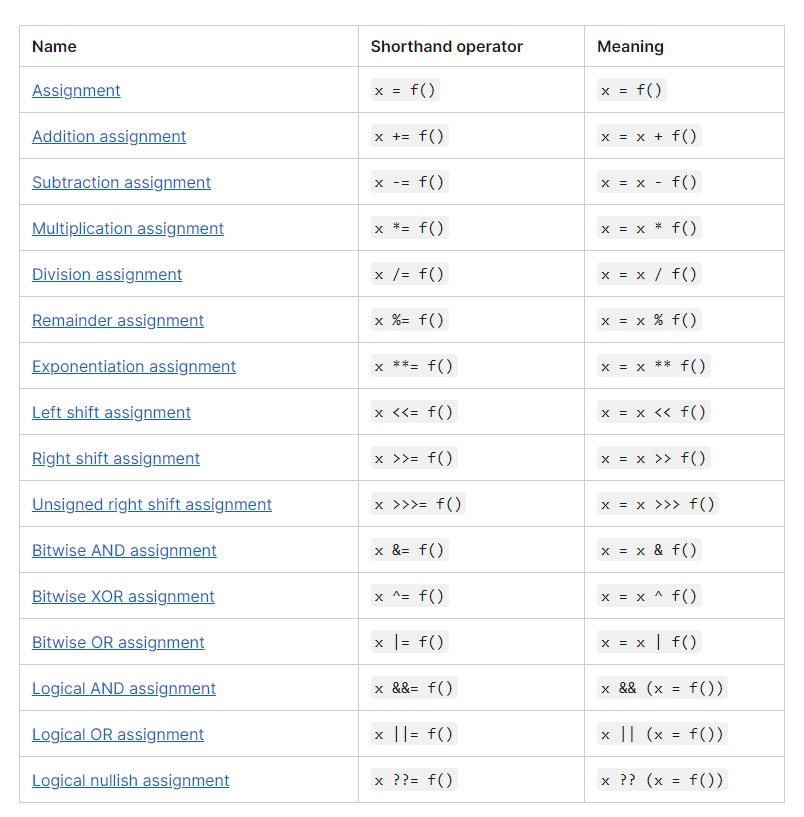 Name Shorthand operator Meaning
Assignment x = f() x = f()
Addition assignment x += f() x = x + f()
Subtraction assignment x -= f() x = x - f()
Multiplication assignment x *= f() x = x * f()
Division assignment x /= f() x = x / f()
Remainder assignment x %= f() x = x % f()
Exponentiation assignment x **= f() x = x ** f()
Left shift assignment x <<= f() x = x << f()
Right shift assignment x >>= f() x = x >> f()
Unsigned right shift assignment x >>>= f() x = x >>> f()
Bitwise AND assignment x &= f() x = x & f()
Bitwise XOR assignment x ^= f() x = x ^ f()
Bitwise OR assignment x |= f() x = x | f()
Logical AND assignment x &&= f() x && (x = f())
Logical OR assignment x ||= f() x || (x = f())
Logical nullish assignment x ??= f() x ?? (x = f())